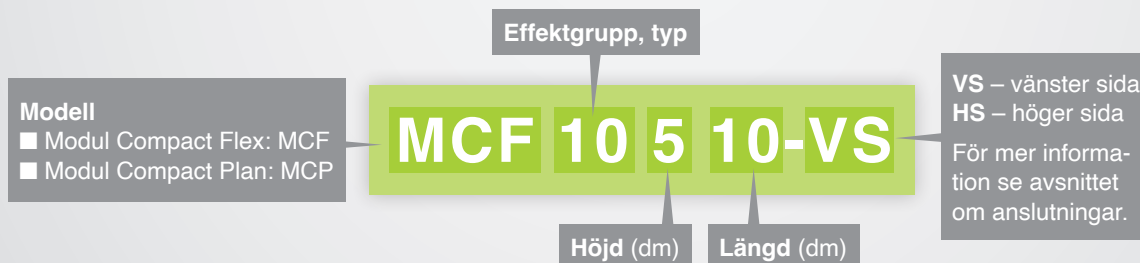 Effektgrupp, typ
Modell
■ Modul Compact Flex: MCF
■ Modul Compact Plan: MCP
MCF 10 5 10-VS
VS – vänster sida
HS – höger sida
För mer informa-
tion se avsnittet
om anslutningar.
Höjd (dm)
Längd (dm)